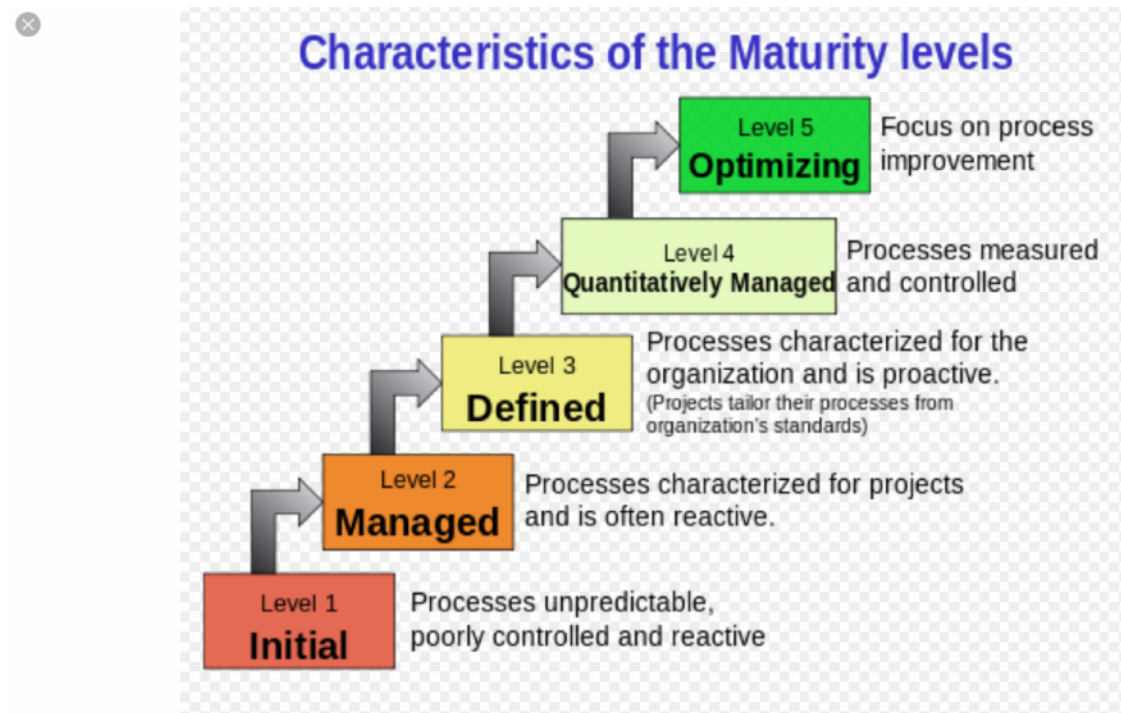 Characteristics of the Maturity levels
Level 5
Optimizing
Focus on process
improvement
Level 4
Quantitatively Managed
Processes measured
and controlled
Level 3
Defined
Processes characterized for the
organization and is proactive.
(Projects tailor their processes from
organization's standards)
Level 2
Managed
Processes characterized for projects
and is often reactive.
Level 1
Initial
Processes unpredictable,
poorly controlled and reactive